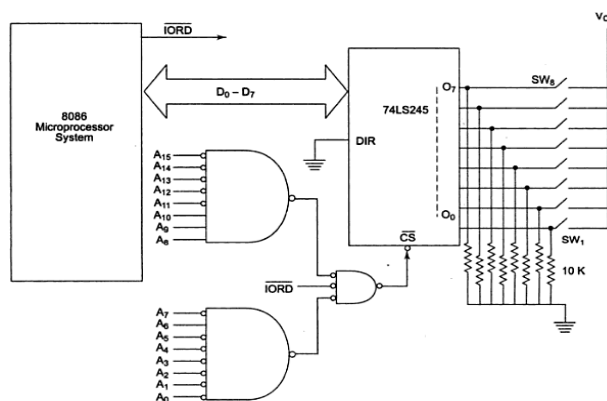 IORD
8086
Microprocessor
System
D0 – D7
74LS245
DIR
O7
O0
CS
SW8
SW1
10 K
A15
A14
A13
A12
A11
A10
A9
A8
IORD
A7
A6
A5
A4
A3
A2
A1
A0